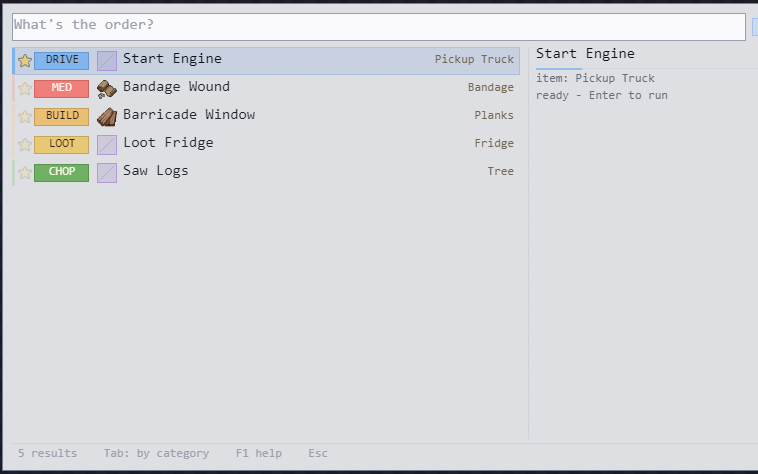 What's the order?
DRIVE Start Engine Pickup Truck
MED Bandage Wound Bandage
BUILD Barricade Window Planks
LOOT Loot Fridge Fridge
CHOP Saw Logs Tree
Start Engine
item: Pickup Truck
ready - Enter to run
5 results Tab: by category F1 help Esc